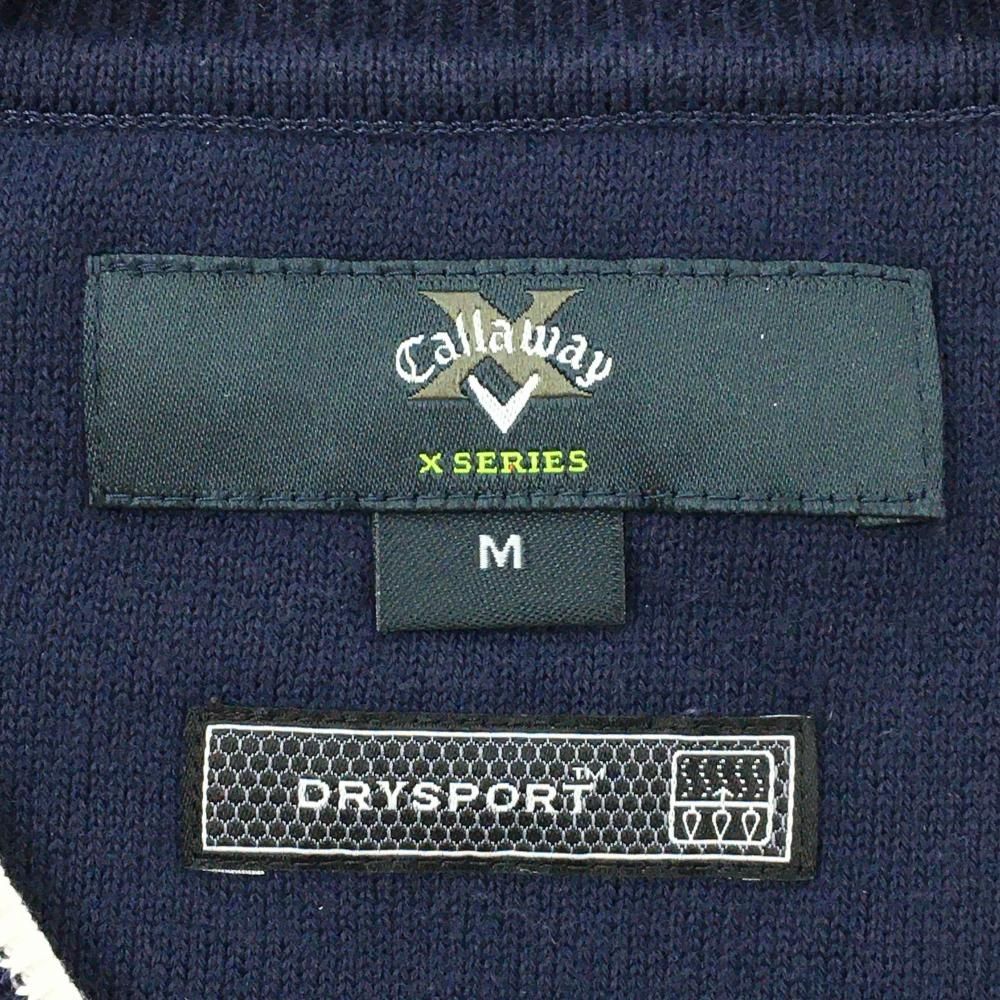 X
Callaway
X SERIES
M
DRYSPORT™